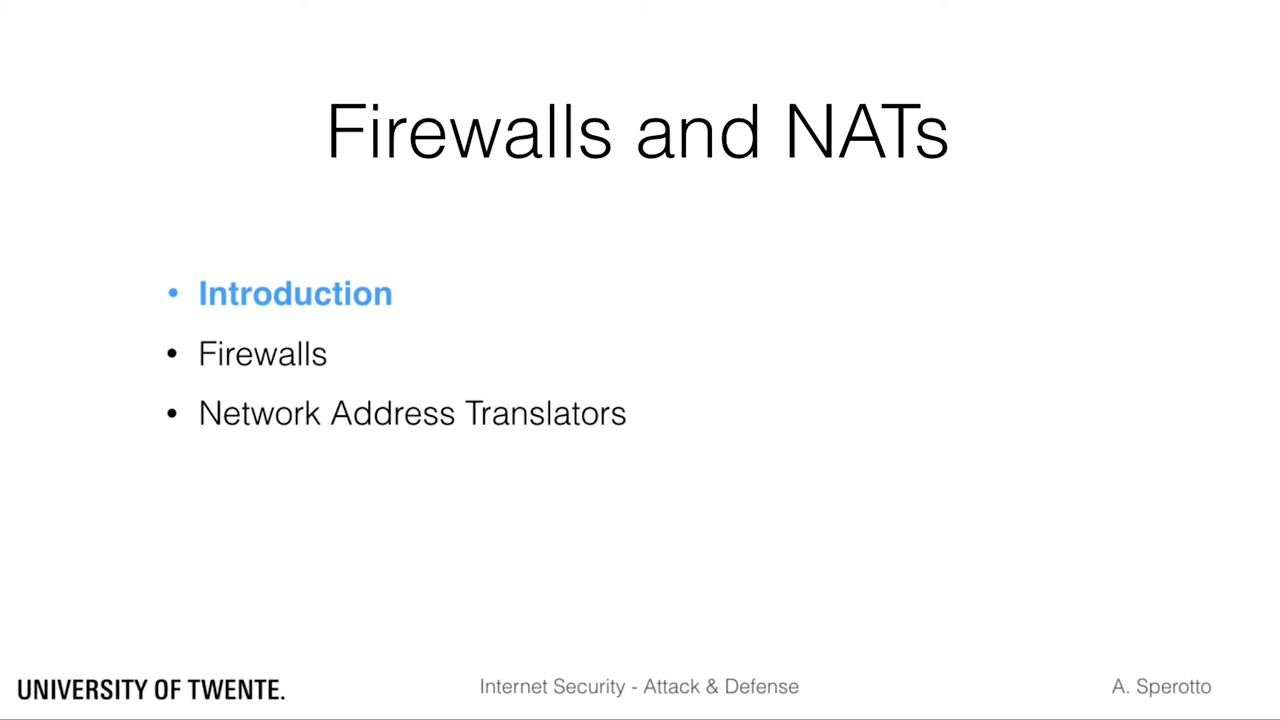 Firewalls and NATs
• Introduction
• Firewalls
• Network Address Translators
UNIVERSITY OF TWENTE.
Internet Security - Attack & Defense
A. Sperotto